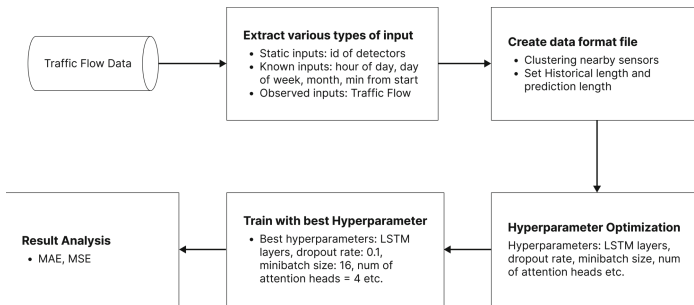 Traffic Flow Data
Extract various types of input
• Static inputs: id of detectors
• Known inputs: hour of day, day
of week, month, min from start
• Observed inputs: Traffic Flow
Create data format file
• Clustering nearby sensors
• Set Historical length and
prediction length
Hyperparameter Optimization
Hyperparameters: LSTM layers,
dropout rate, minibatch size, num
of attention heads etc.
Train with best Hyperparameter
• Best hyperparameters: LSTM
layers, dropout rate: 0.1,
minibatch size: 16, num of
attention heads = 4 etc.
Result Analysis
• MAE, MSE